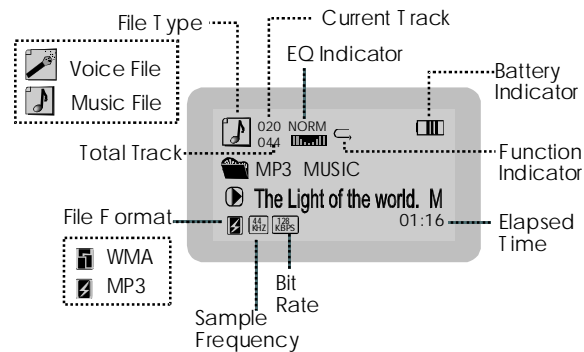 File Type
Current Track
EQ Indicator
Voice File
Music File
Battery Indicator
020 NORM
044
Total Track
Function Indicator
MP3 MUSIC
The Light of the world. M
File Format
44 KHZ
128 KBPS
01:16
Elapsed Time
WMA
MP3
Bit Rate
Sample Frequency